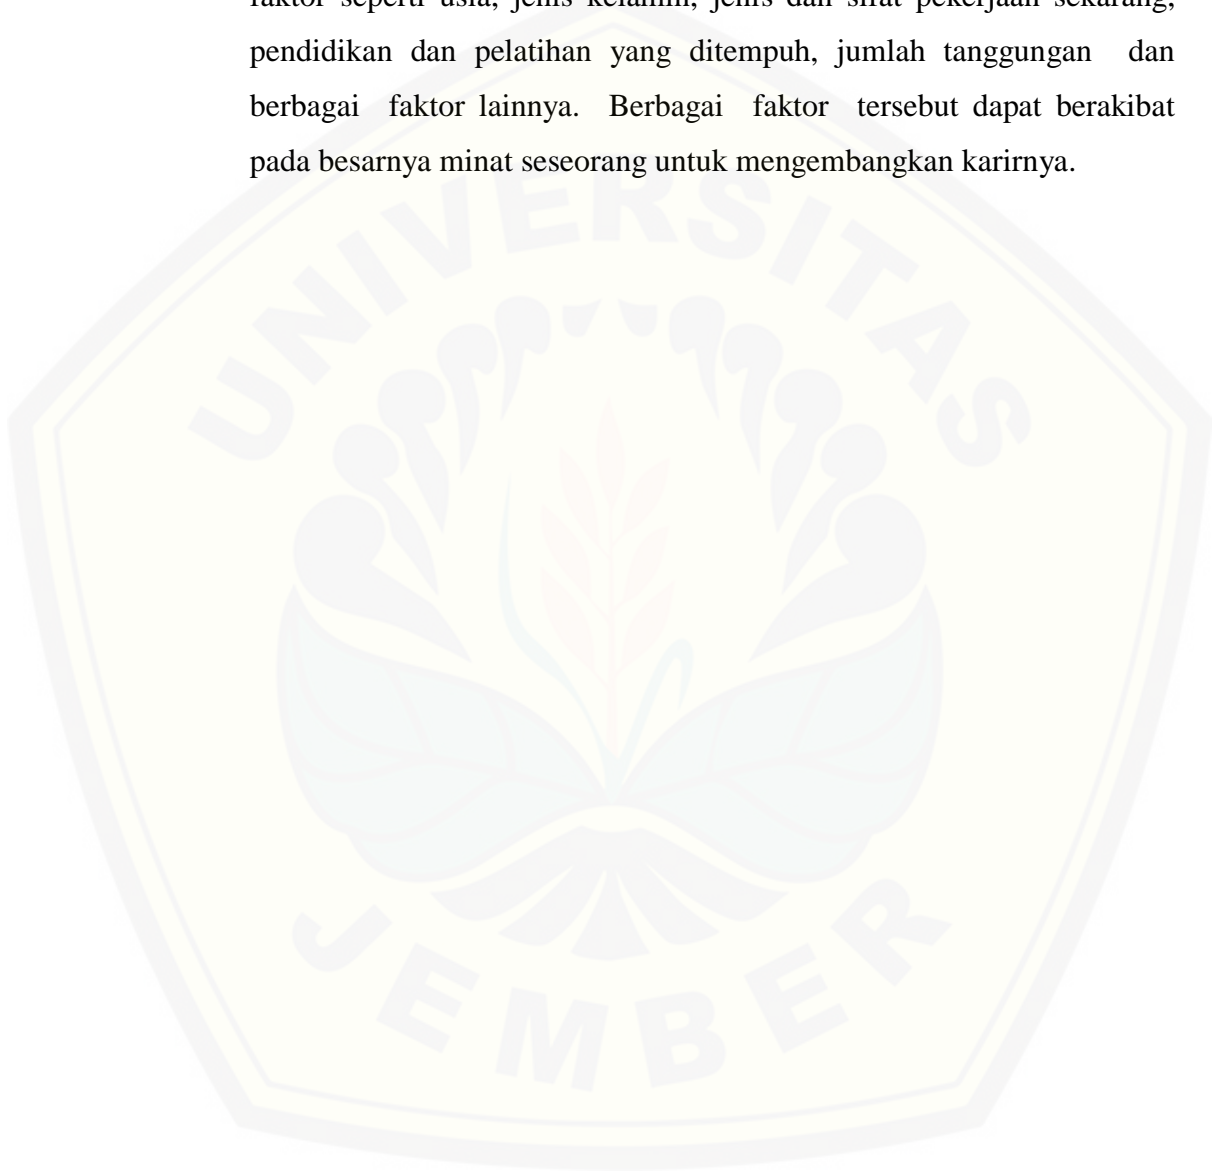 faktor seperti usia, jenis kelamin, jenis dan sifat pekerjaan sekarang,
pendidikan dan pelatihan yang ditempuh, jumlah tanggungan dan
berbagai faktor lainnya. Berbagai faktor tersebut dapat berakibat
pada besarnya minat seseorang untuk mengembangkan karirnya.
UNIVERSITAS
JEMBER